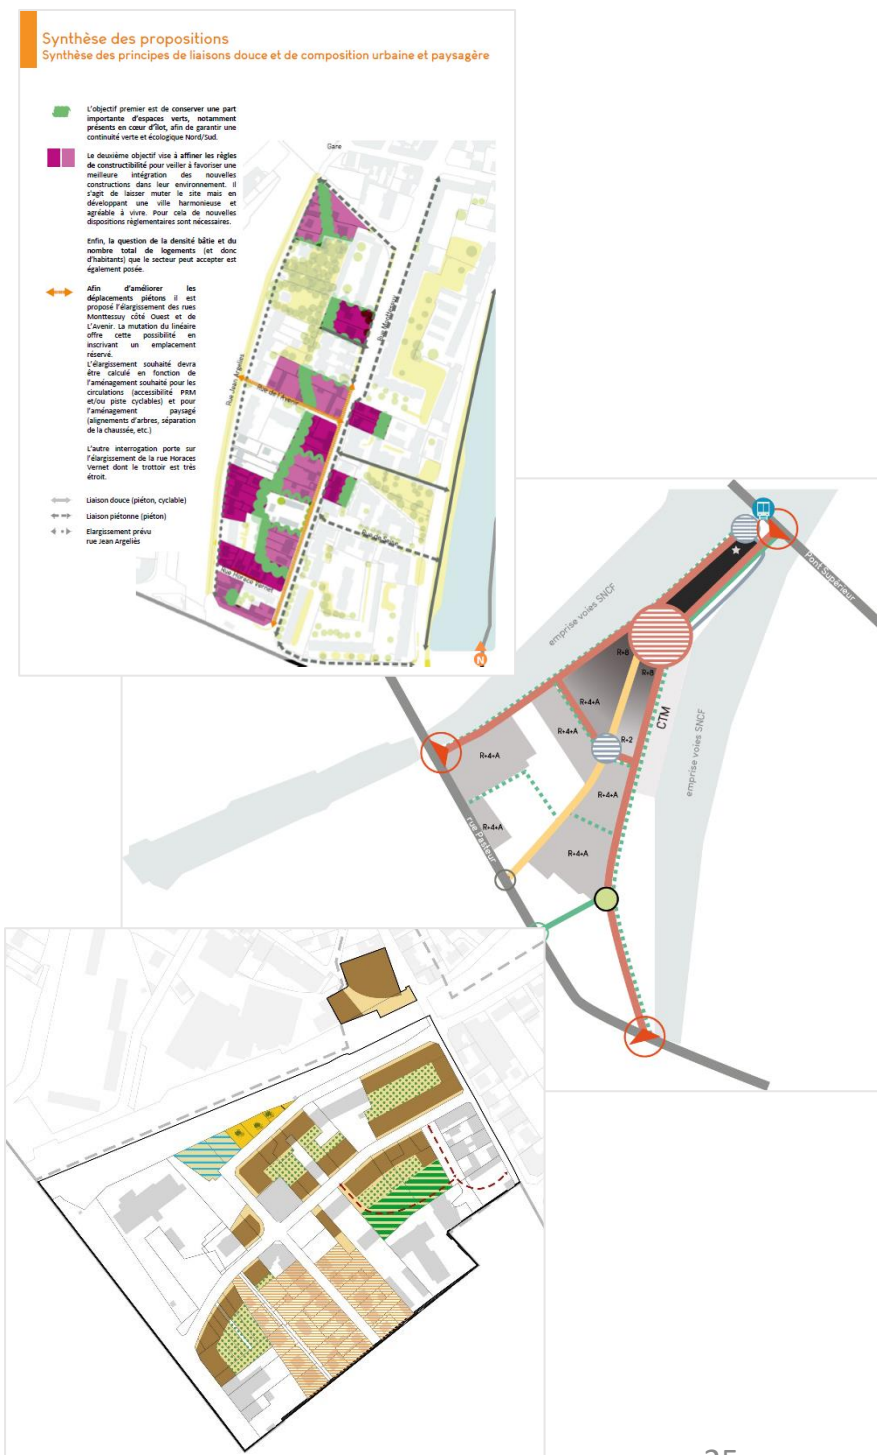 Synthèse des propositions
Synthèse des principes de liaisons douce et de composition urbaine et paysagère
L'objectif premier est de conserver une part
importante d'espaces verts, notamment
présents en cœur d'îlot, afin de garantir une
continuité verte et écologique Nord/Sud.
Le deuxième objectif vise à affiner les règles
de constructibilité pour veiller à favoriser une
meilleure intégration des nouvelles
constructions dans leur environnement. Il
s'agit de laisser muter le site mais en
développant une ville harmonieuse et
agréable à vivre. Pour cela de nouvelles
dispositions réglementaires sont nécessaires.
Enfin, la question de la densité bâtie et du
nombre total de logements (et donc
d'habitants) que le secteur peut accepter est
également posée.
Afin d'améliorer les
déplacements piétons il est
proposé l'élargissement des rues
Monttessuy côté Ouest et de
L'Avenir. La mutation du linéaire
offre cette possibilité en
inscrivant un emplacement
réservé.
L'élargissement souhaité devra
être calculé en fonction de
l'aménagement souhaité pour les
circulations (accessibilité PRM
et/ou piste cyclables) et pour
l'aménagement paysagé
(alignements d'arbres, séparation
de la chaussée, etc.)
L'autre interrogation porte sur
l'élargissement de la rue Horaces
Vernet dont le trottoir est très
étroit.
Liaison douce (piéton, cyclable)
Liaison piétonne (piéton)
Elargissement prévu
rue Jean Argeliès
Gare
Rue Monttessuy
Rue Jean Argeliès
Rue de l'Avenir
Rue Horace Vernet
N
Pont Supérieur
emprise voies SNCF
R+8
R+8
R+4+A
R+4+A
R+2
CTM
emprise voies SNCF
R+4+A
R+4+A
R+4+A
rue Pasteur
R+4+A